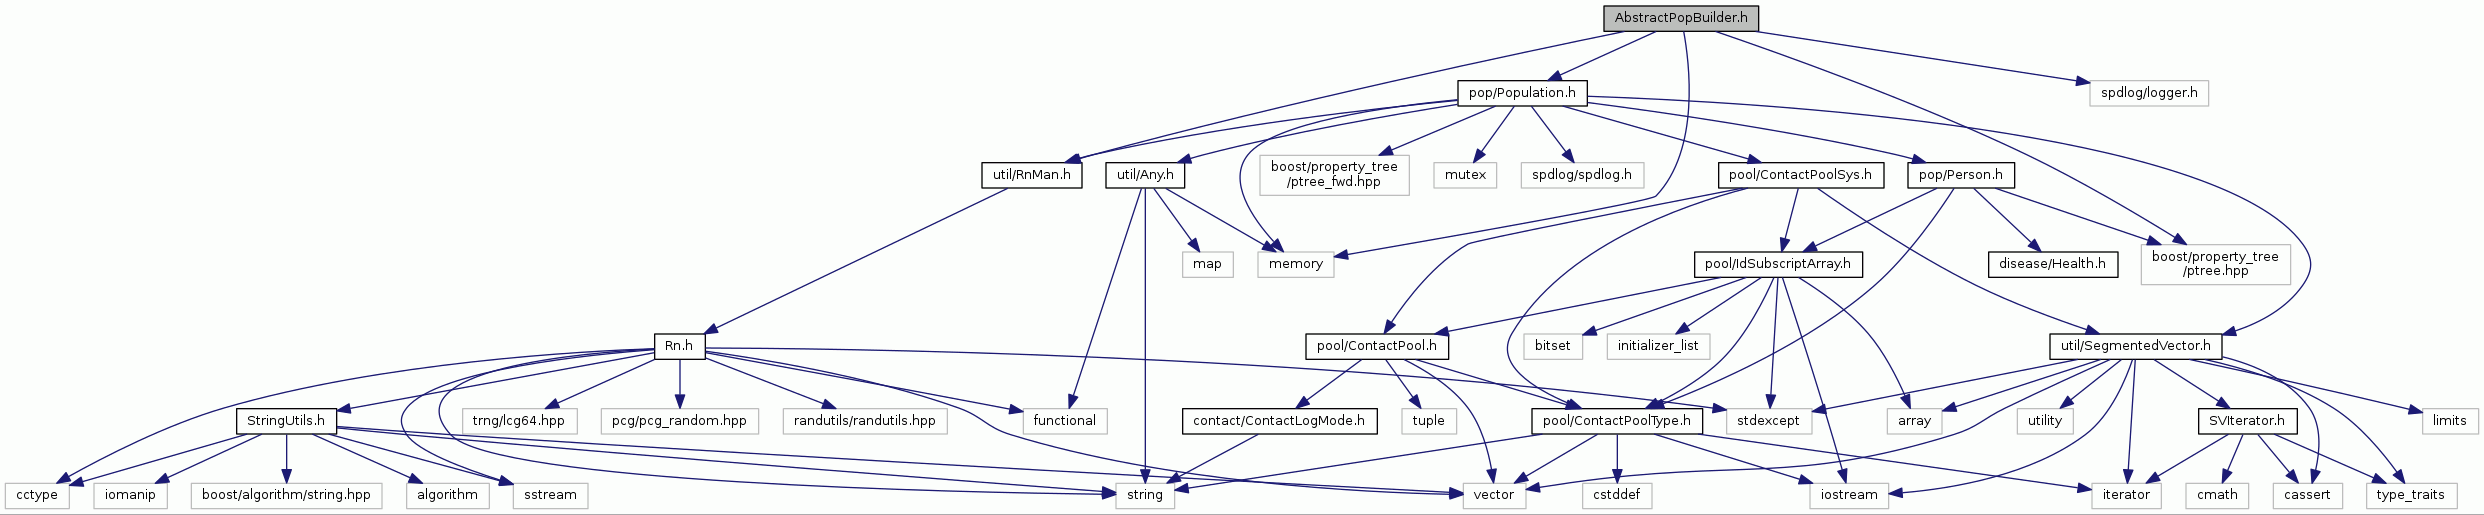 AbstractPopBuilder.h
pop/Population.h
spdlog/logger.h
util/RnMan.h
util/Any.h
boost/property_tree
/ptree_fwd.hpp
mutex
spdlog/spdlog.h
pool/ContactPoolSys.h
pop/Person.h
map
memory
pool/IdSubscriptArray.h
disease/Health.h
boost/property_tree
/ptree.hpp
Rn.h
pool/ContactPool.h
bitset
initializer_list
util/SegmentedVector.h
StringUtils.h
trng/lcg64.hpp
pcg/pcg_random.hpp
randutils/randutils.hpp
functional
contact/ContactLogMode.h
tuple
pool/ContactPoolType.h
stdexcept
array
utility
SVIterator.h
limits
cctype
iomanip
boost/algorithm/string.hpp
algorithm
sstream
string
vector
cstddef
iostream
iterator
cmath
cassert
type_traits